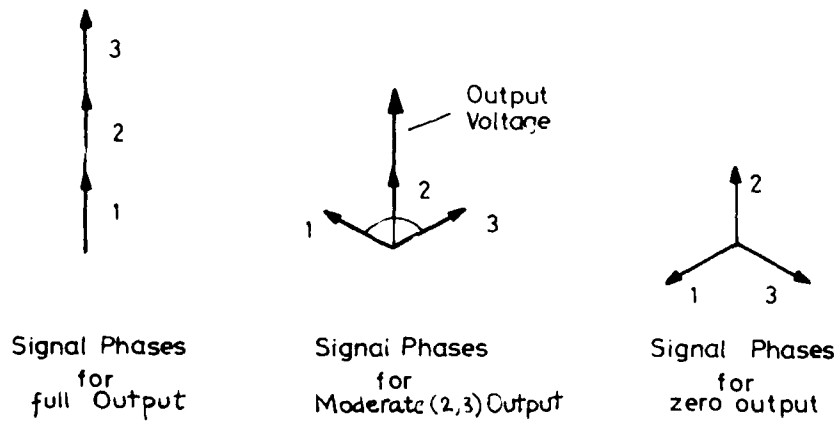 3
2
1
Output
Voltage
2
1
3
2
1
3
Signal Phases
for
full Output
Signai Phases
for
Moderate (2,3) Output
Signal Phases
for
zero output